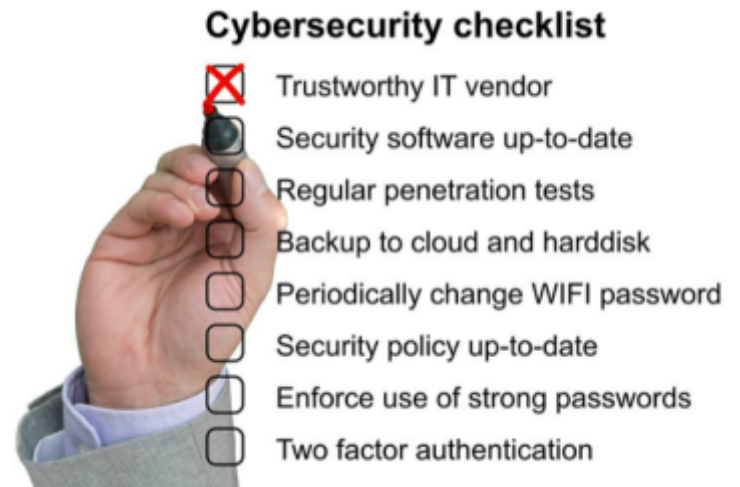 Cybersecurity checklist
Trustworthy IT vendor
Security software up-to-date
Regular penetration tests
Backup to cloud and harddisk
Periodically change WIFI password
Security policy up-to-date
Enforce use of strong passwords
Two factor authentication